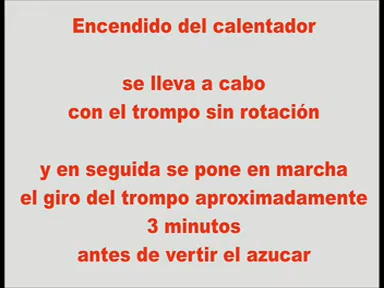 Encendido del calentador
se lleva a cabo
con el trompo sin rotación
y en seguida se pone en marcha
el giro del trompo aproximadamente
3 minutos
antes de vertir el azucar